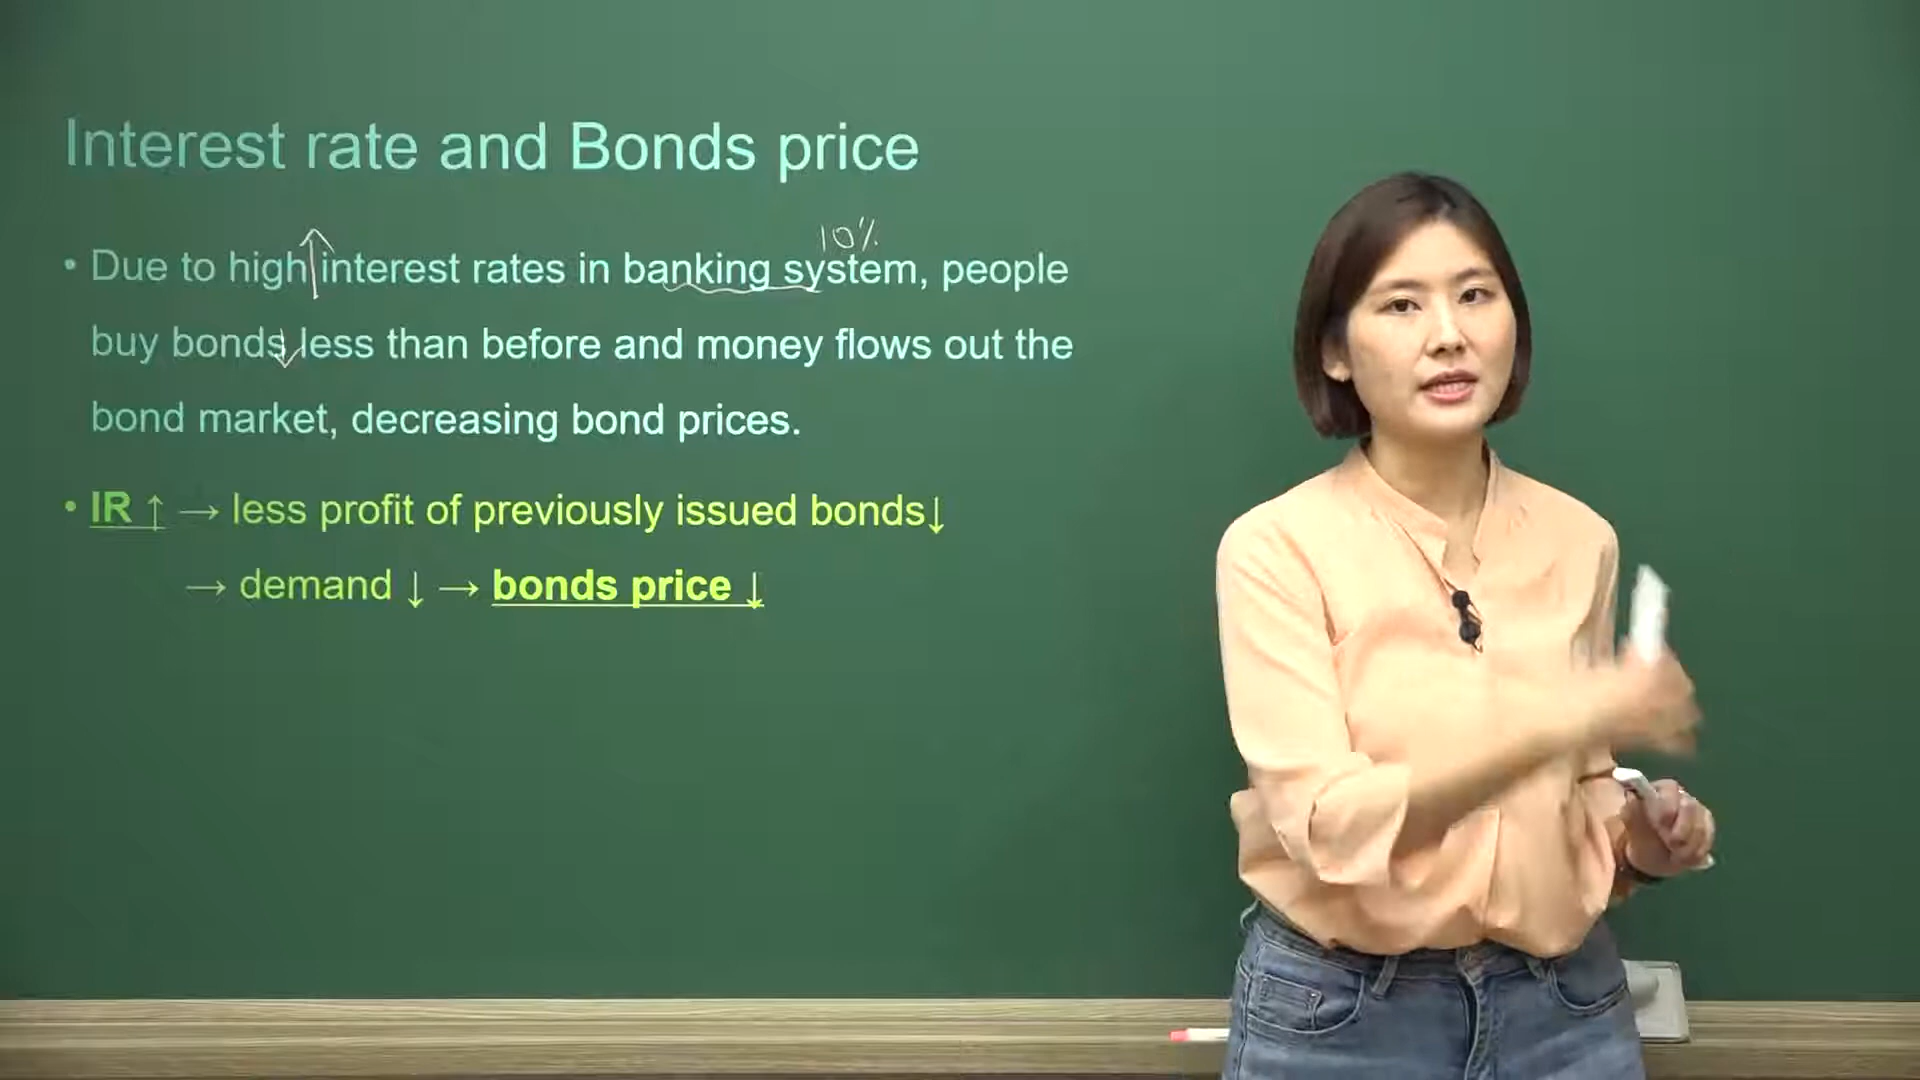 Interest rate and Bonds price
10%
• Due to high interest rates in banking system, people
buy bonds less than before and money flows out the
bond market, decreasing bond prices.
• IR ↑ → less profit of previously issued bonds↓
→ demand ↓ → bonds price ↓